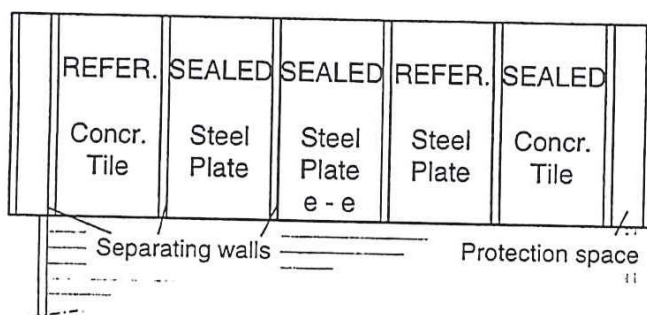 REFER. SEALED SEALED REFER. SEALED
Concr. Steel Steel Steel Concr.
Tile Plate Plate Plate Tile
e - e
Separating walls Protection space